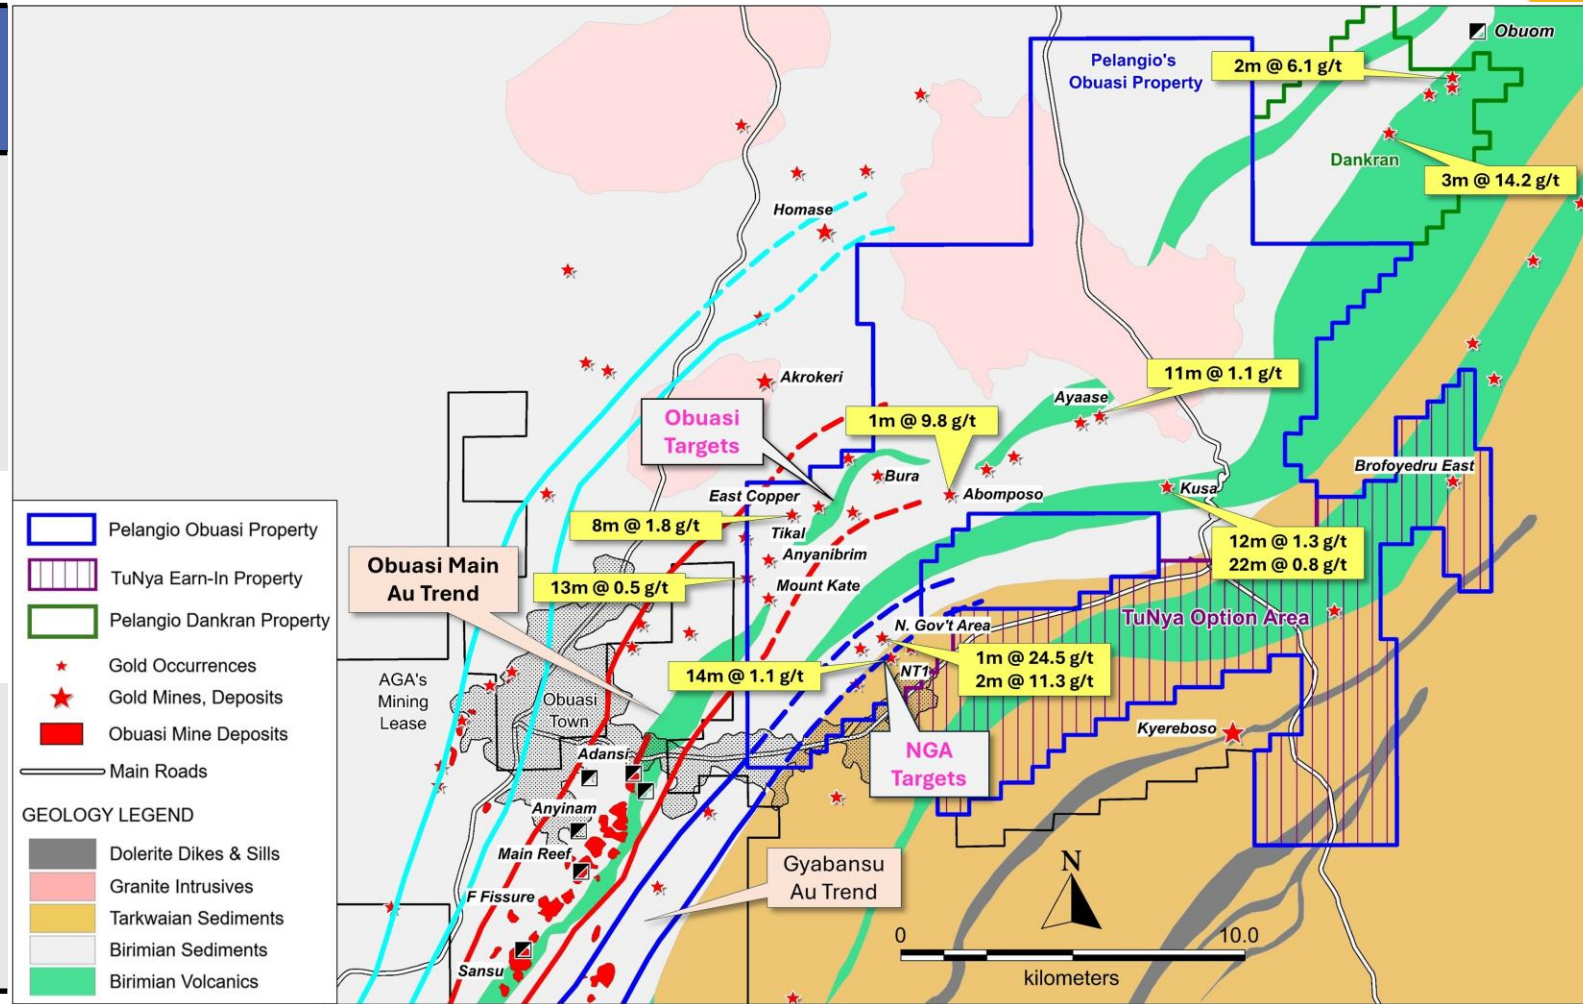 Obuom
Pelangio's
Obuasi Property
2m @ 6.1 g/t
Dankran
3m @ 14.2 g/t
Homase
Akrokeri
11m @ 1.1 g/t
Ayaase
Obuasi
Targets
1m @ 9.8 g/t
Bura
Abomposo
Kusa
Brofoyedru East
East Copper
8m @ 1.8 g/t
Tikal
Anyanibrim
12m @ 1.3 g/t
22m @ 0.8 g/t
Obuasi Main
Au Trend
13m @ 0.5 g/t
Mount Kate
N. Gov't Area
TuNya Option Area
1m @ 24.5 g/t
2m @ 11.3 g/t
14m @ 1.1 g/t
NT1
AGA's
Mining
Lease
Obuasi
Town
Kyereboso
NGA
Targets
Adansi
Anyinam
Main Reef
F Fissure
Sansu
Gyabansu
Au Trend
N
0
10.0
kilometers
Pelangio Obuasi Property
TuNya Earn-In Property
Pelangio Dankran Property
Gold Occurrences
Gold Mines, Deposits
Obuasi Mine Deposits
Main Roads
GEOLOGY LEGEND
Dolerite Dikes & Sills
Granite Intrusives
Tarkwaian Sediments
Birimian Sediments
Birimian Volcanics